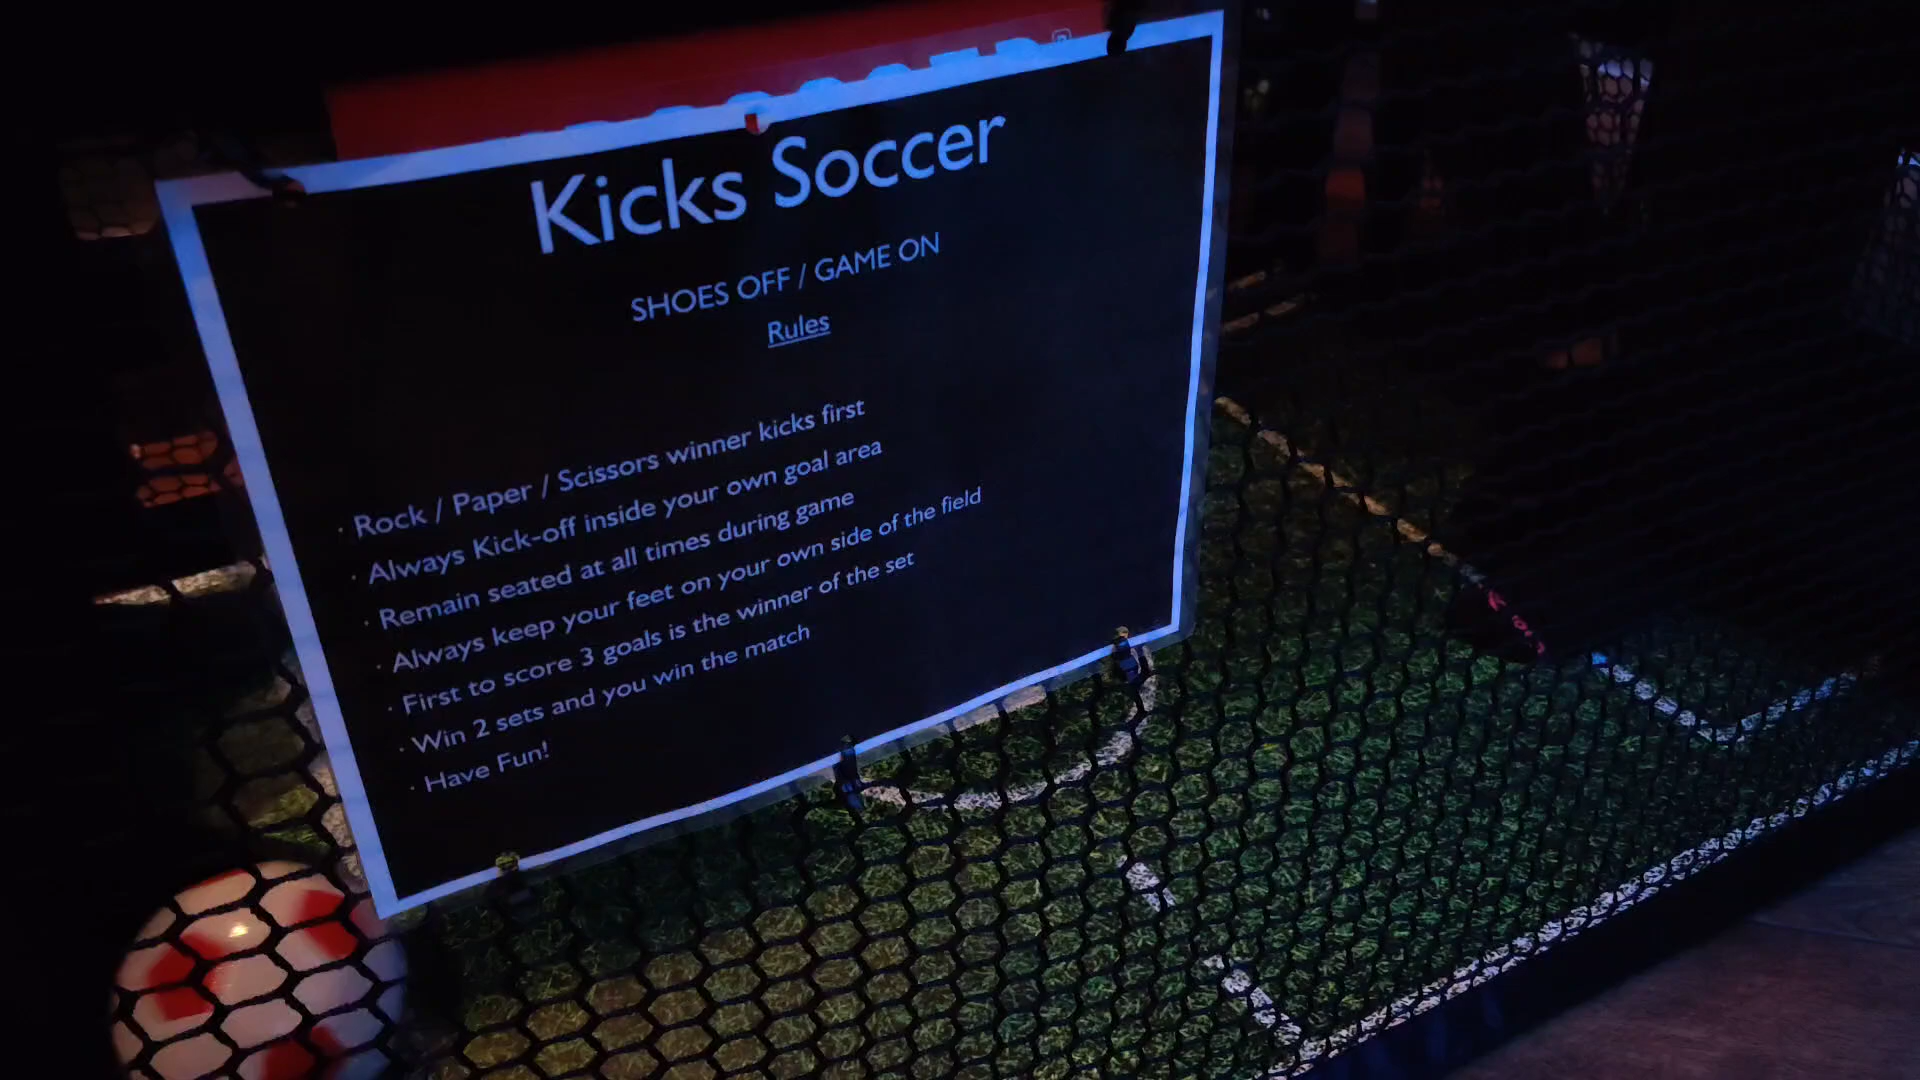 Kicks Soccer
SHOES OFF / GAME ON
Rules
· Rock / Paper / Scissors winner kicks first
· Always Kick-off inside your own goal area
· Remain seated at all times during game
· Always keep your feet on your own side of the field
· First to score 3 goals is the winner of the set
· Win 2 sets and you win the match
· Have Fun!